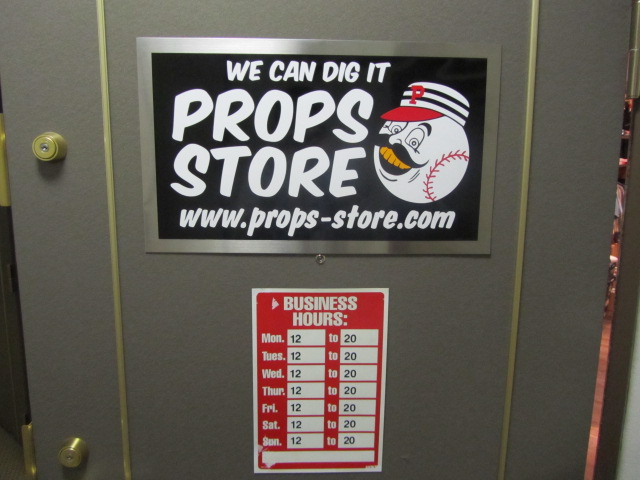 WE CAN DIG IT
PROPS
STORE
P
www.props-store.com
BUSINESS
HOURS:
Mon. 12 to 20
Tues. 12 to 20
Wed. 12 to 20
Thur. 12 to 20
Fri. 12 to 20
Sat. 12 to 20
Sun. 12 to 20